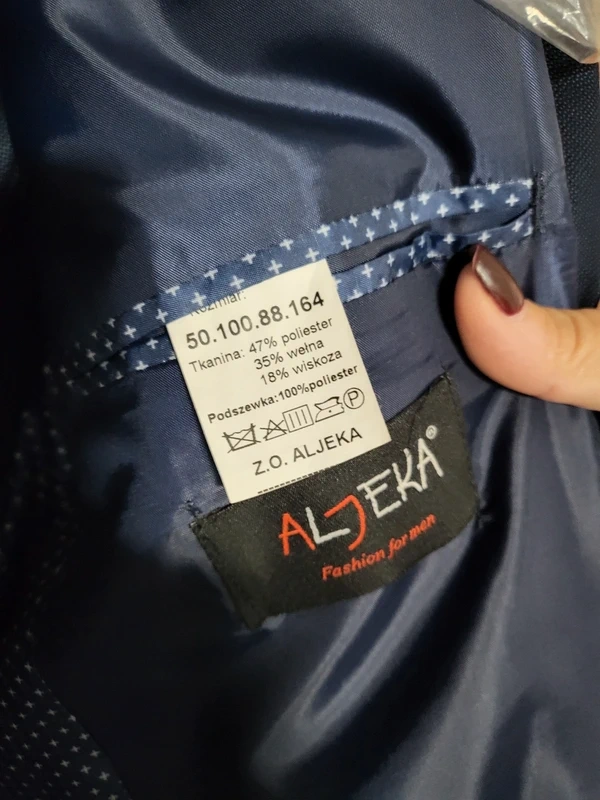 Rozmiar:
50.100.88.164
Tkanina: 47% poliester
35% wełna
18% wiskoza
Podszewka:100%poliester
P
Z.O. ALJEKA
ALJEKA®
Fashion for men